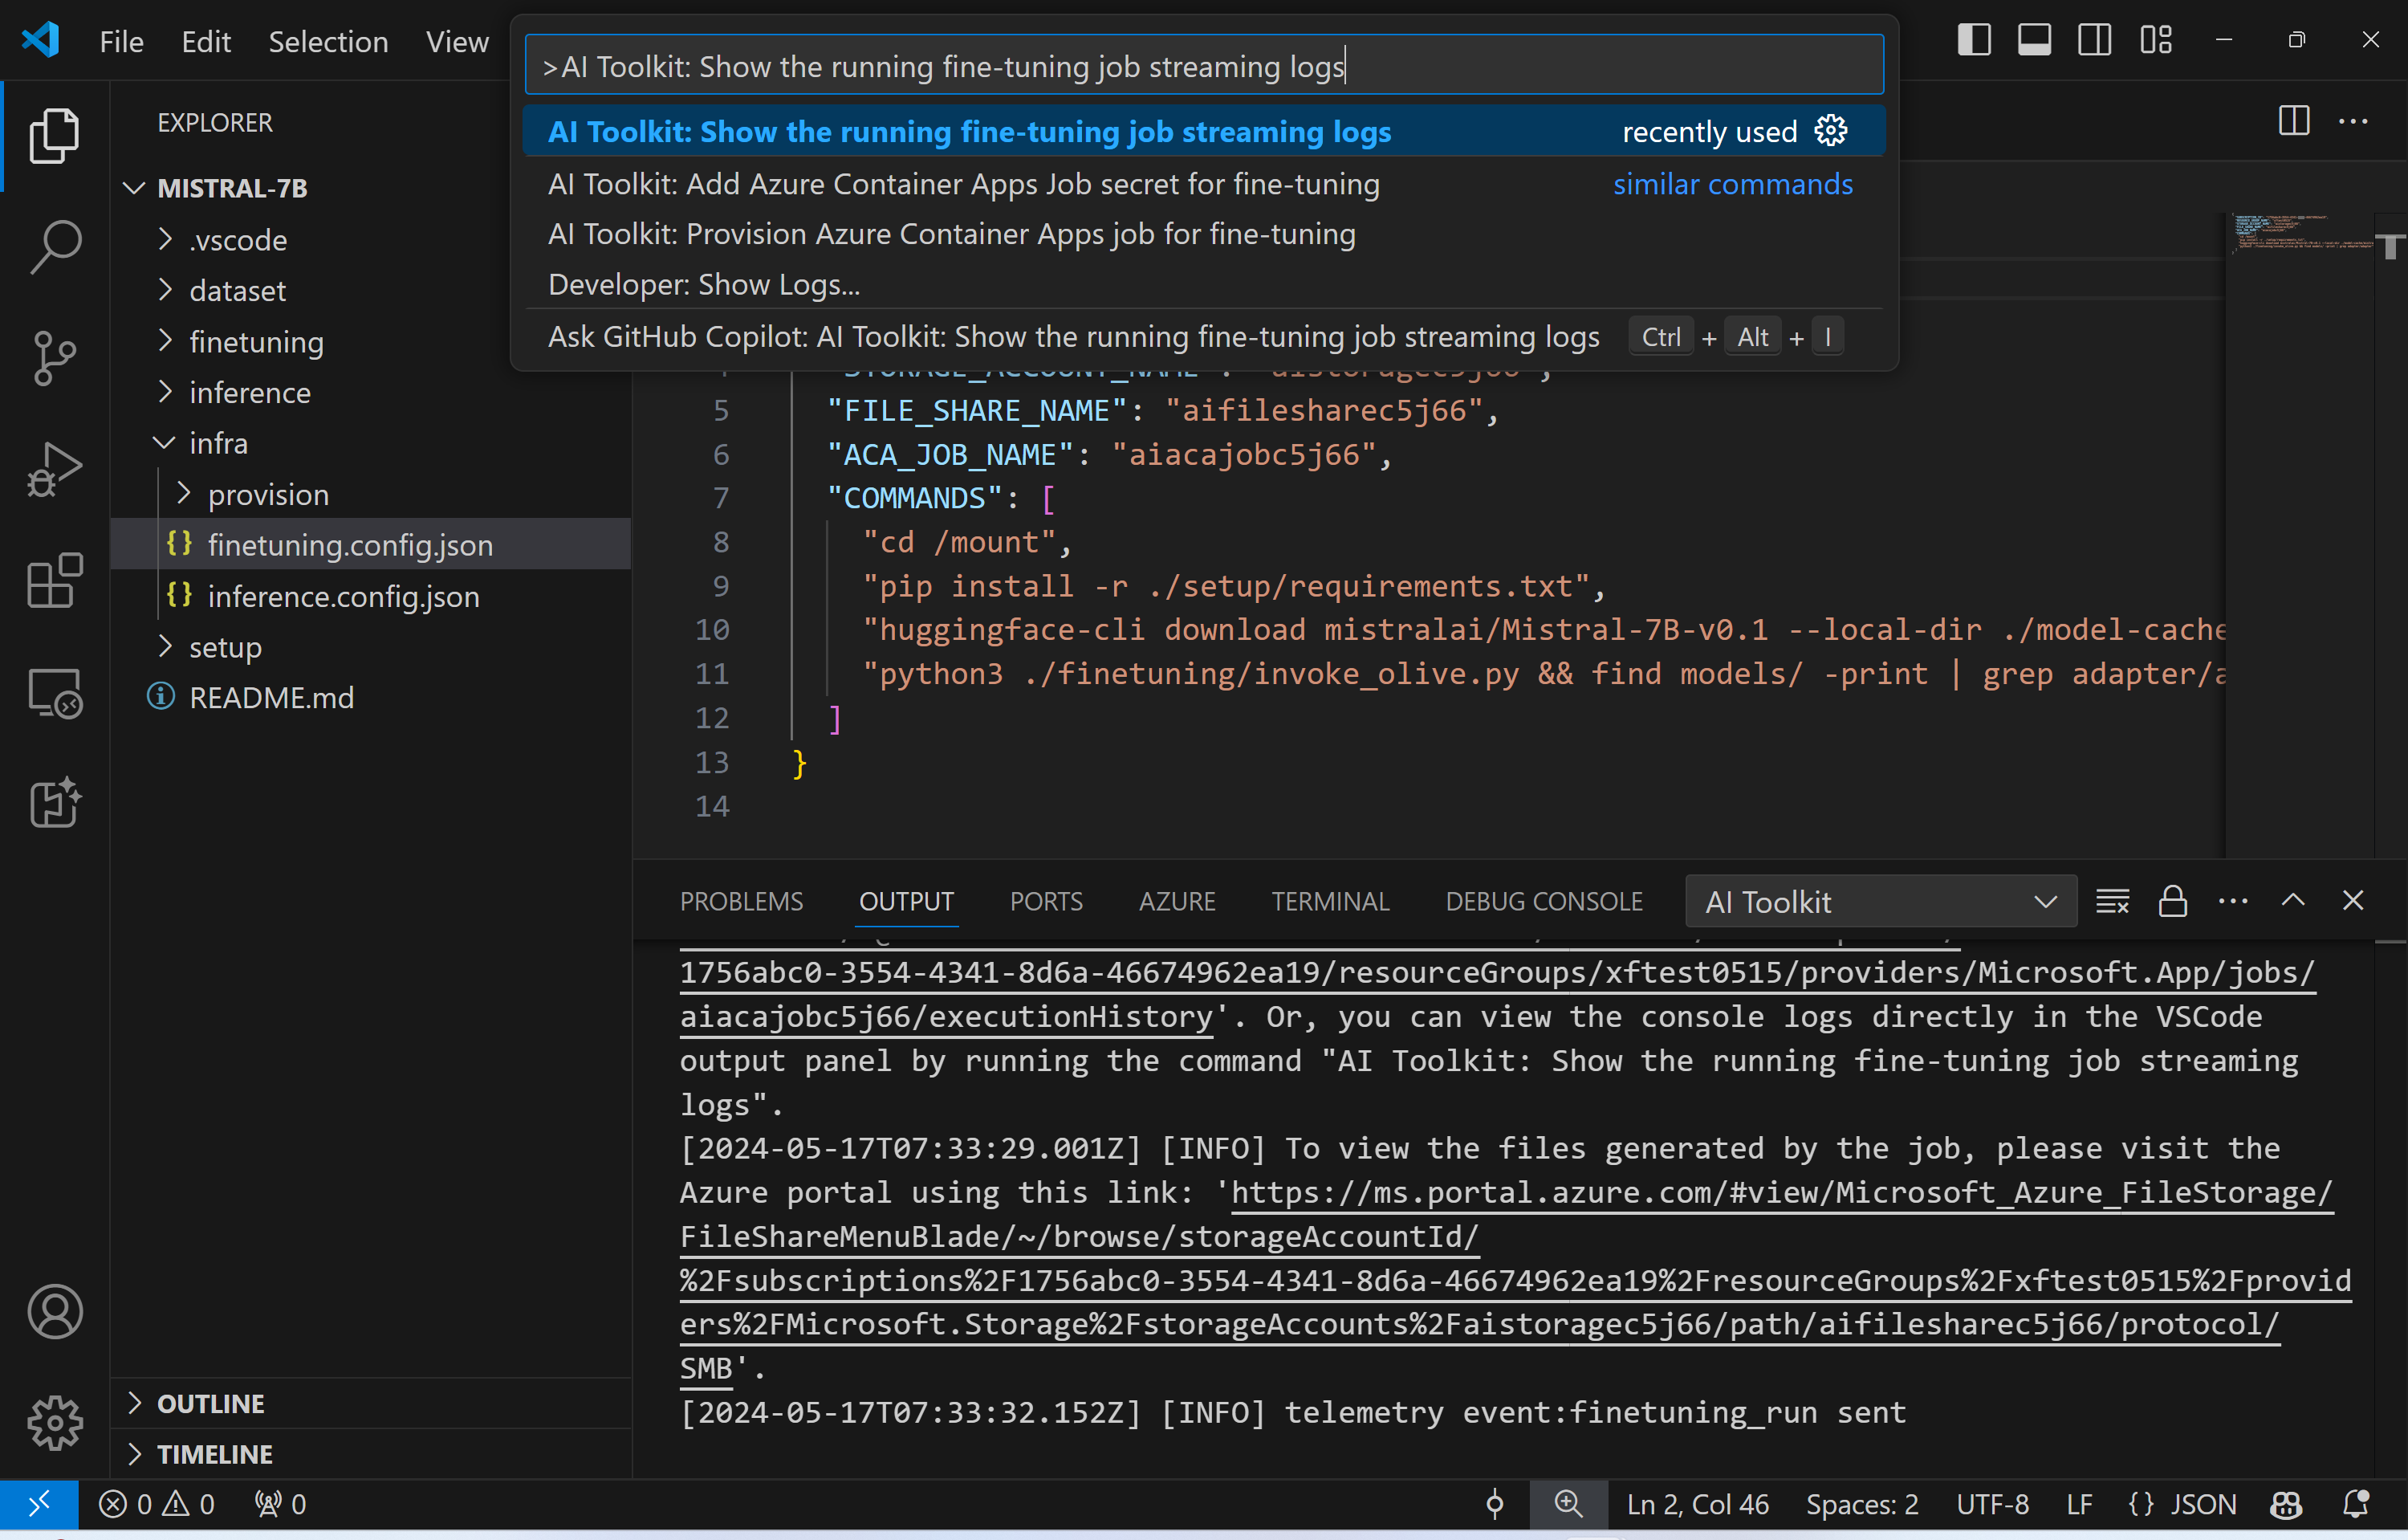 File Edit Selection View
>AI Toolkit: Show the running fine-tuning job streaming logs
AI Toolkit: Show the running fine-tuning job streaming logs recently used
AI Toolkit: Add Azure Container Apps Job secret for fine-tuning similar commands
AI Toolkit: Provision Azure Container Apps job for fine-tuning
Developer: Show Logs...
Ask GitHub Copilot: AI Toolkit: Show the running fine-tuning job streaming logs Ctrl + Alt + I
EXPLORER
MISTRAL-7B
.vscode
dataset
finetuning
inference
infra
provision
{} finetuning.config.json
{} inference.config.json
setup
README.md
OUTLINE
TIMELINE
4 "STORAGE_ACCOUNT_NAME": "aistoragec5j66",
5 "FILE_SHARE_NAME": "aifilesharec5j66",
6 "ACA_JOB_NAME": "aiacajobc5j66",
7 "COMMANDS": [
8 "cd /mount",
9 "pip install -r ./setup/requirements.txt",
10 "huggingface-cli download mistralai/Mistral-7B-v0.1 --local-dir ./model-cache
11 "python3 ./finetuning/invoke_olive.py && find models/ -print | grep adapter/a
12 ]
13 }
14
PROBLEMS OUTPUT PORTS AZURE TERMINAL DEBUG CONSOLE AI Toolkit
1756abc0-3554-4341-8d6a-46674962ea19/resourceGroups/xftest0515/providers/Microsoft.App/jobs/
aiacajobc5j66/executionHistory'. Or, you can view the console logs directly in the VSCode
output panel by running the command "AI Toolkit: Show the running fine-tuning job streaming
logs".
[2024-05-17T07:33:29.001Z] [INFO] To view the files generated by the job, please visit the
Azure portal using this link: 'https://ms.portal.azure.com/#view/Microsoft_Azure_FileStorage/
FileShareMenuBlade/~/browse/storageAccountId/
%2Fsubscriptions%2F1756abc0-3554-4341-8d6a-46674962ea19%2FresourceGroups%2Fxftest0515%2Fprovid
ers%2FMicrosoft.Storage%2FstorageAccounts%2Faistoragec5j66/path/aifilesharec5j66/protocol/
SMB'.
[2024-05-17T07:33:32.152Z] [INFO] telemetry event:finetuning_run sent
0 0 0 Ln 2, Col 46 Spaces: 2 UTF-8 LF {} JSON